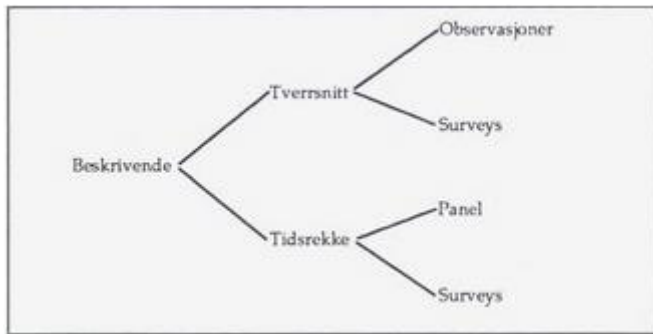 Observasjoner
Tverrsnitt
Surveys
Beskrivende
Panel
Tidsrekke
Surveys